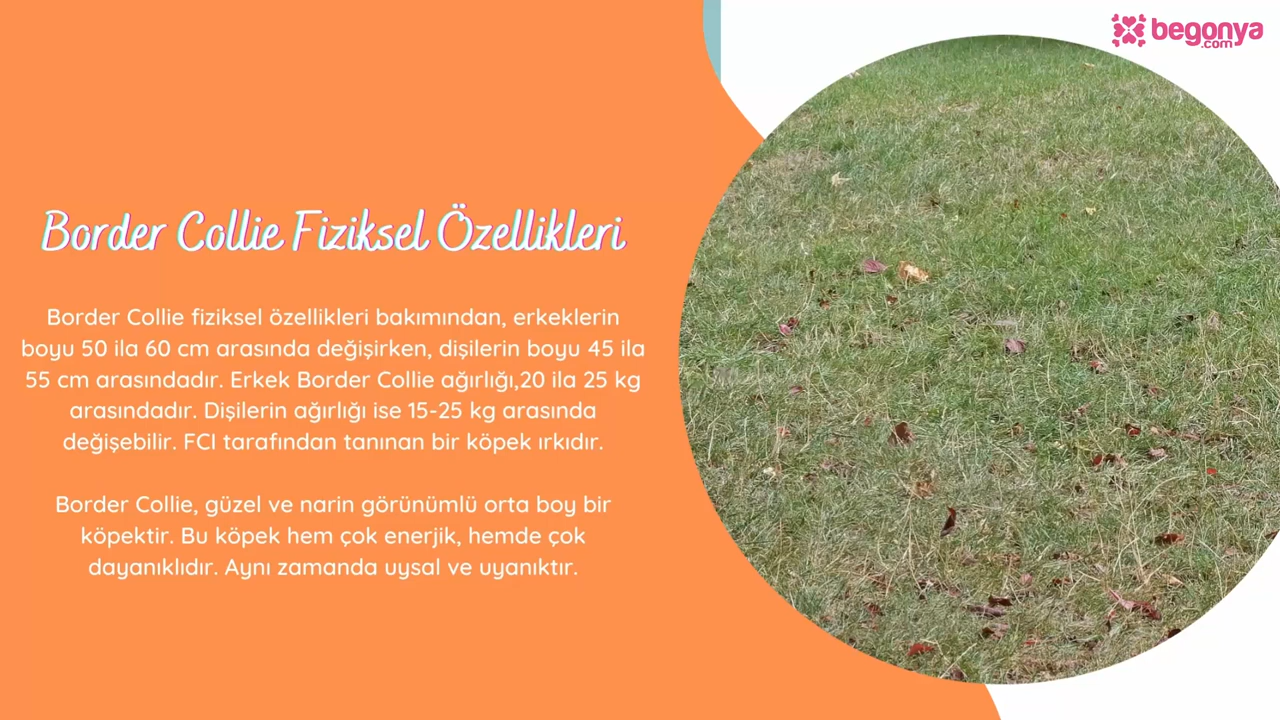 begonya
.com
Border Collie Fiziksel Özellikleri
Border Collie fiziksel özellikleri bakımından, erkeklerin
boyu 50 ila 60 cm arasında değişirken, dişilerin boyu 45 ila
55 cm arasındadır. Erkek Border Collie ağırlığı,20 ila 25 kg
arasındadır. Dişilerin ağırlığı ise 15-25 kg arasında
değişebilir. FCI tarafından tanınan bir köpek ırkıdır.
Border Collie, güzel ve narin görünümlü orta boy bir
köpektir. Bu köpek hem çok enerjik, hemde çok
dayanıklıdır. Aynı zamanda uysal ve uyanıktır.